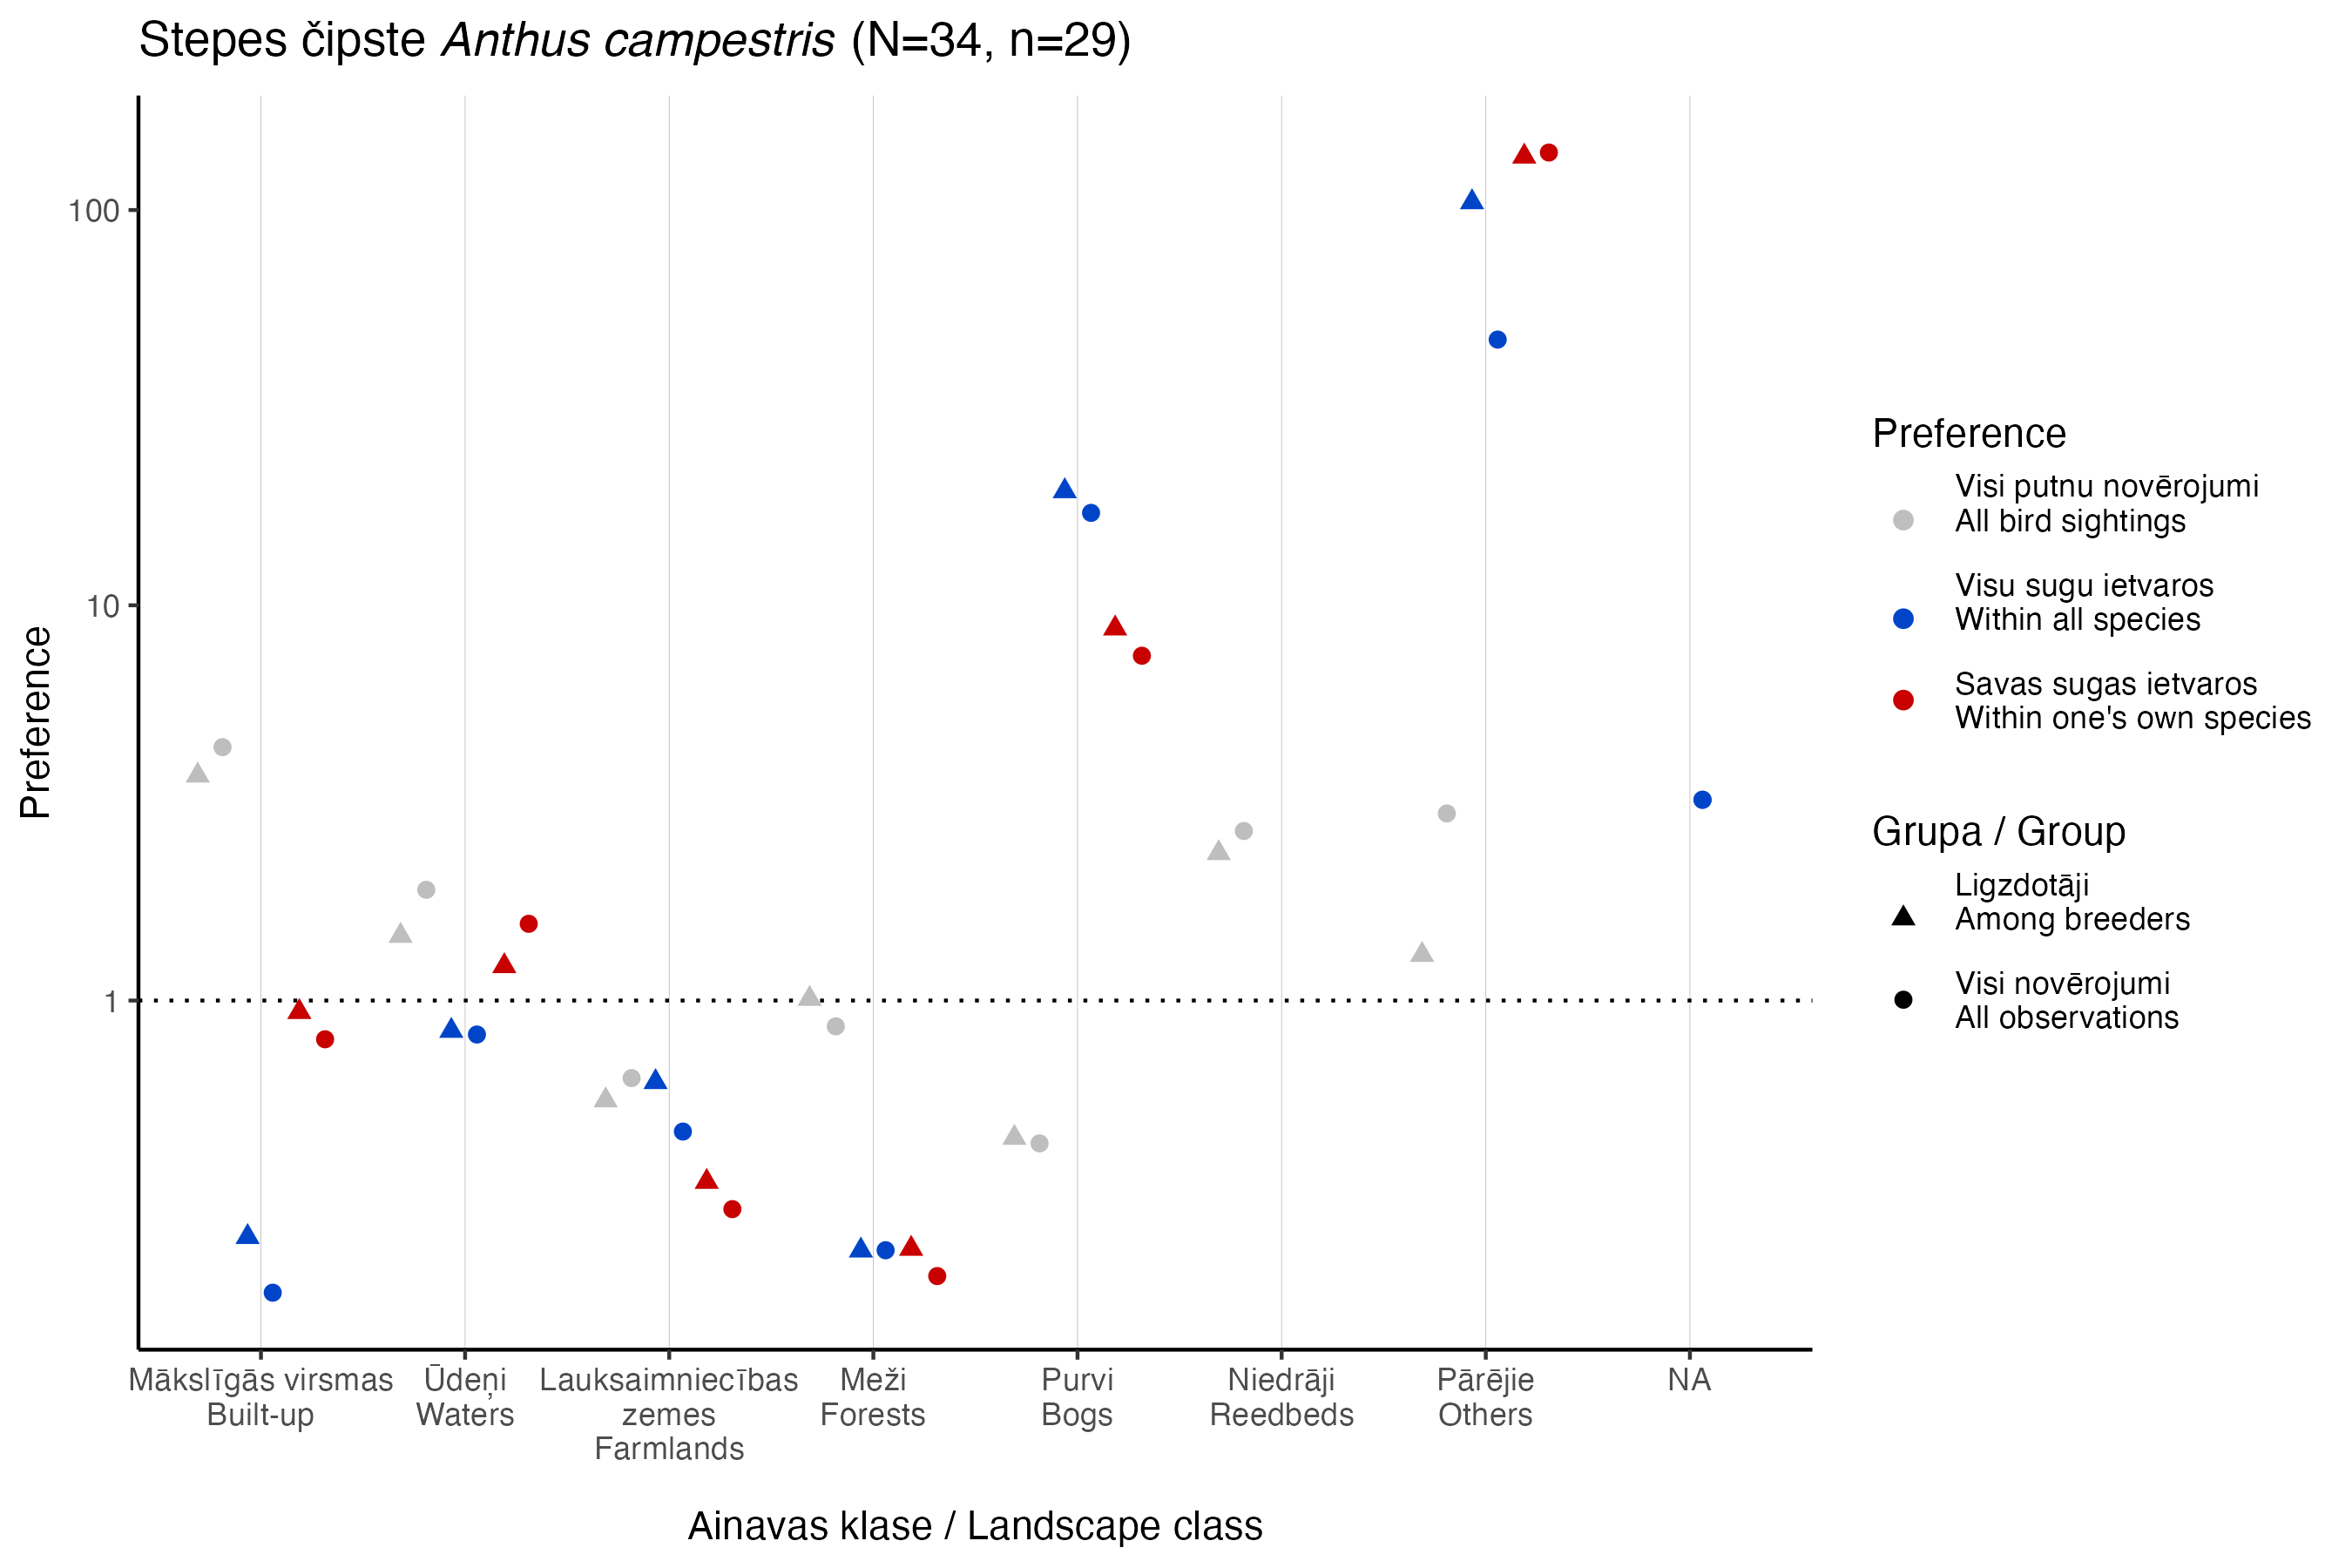 Stepes čipste Anthus campestris (N=34, n=29)
Preference
100
10
1
Mākslīgās virsmas
Built-up
Ūdeņi
Waters
Lauksaimniecības
zemes
Farmlands
Meži
Forests
Purvi
Bogs
Niedrāji
Reedbeds
Pārējie
Others
NA
Ainavas klase / Landscape class
Preference
Visi putnu novērojumi
All bird sightings
Visu sugu ietvaros
Within all species
Savas sugas ietvaros
Within one's own species
Grupa / Group
Ligzdotāji
Among breeders
Visi novērojumi
All observations